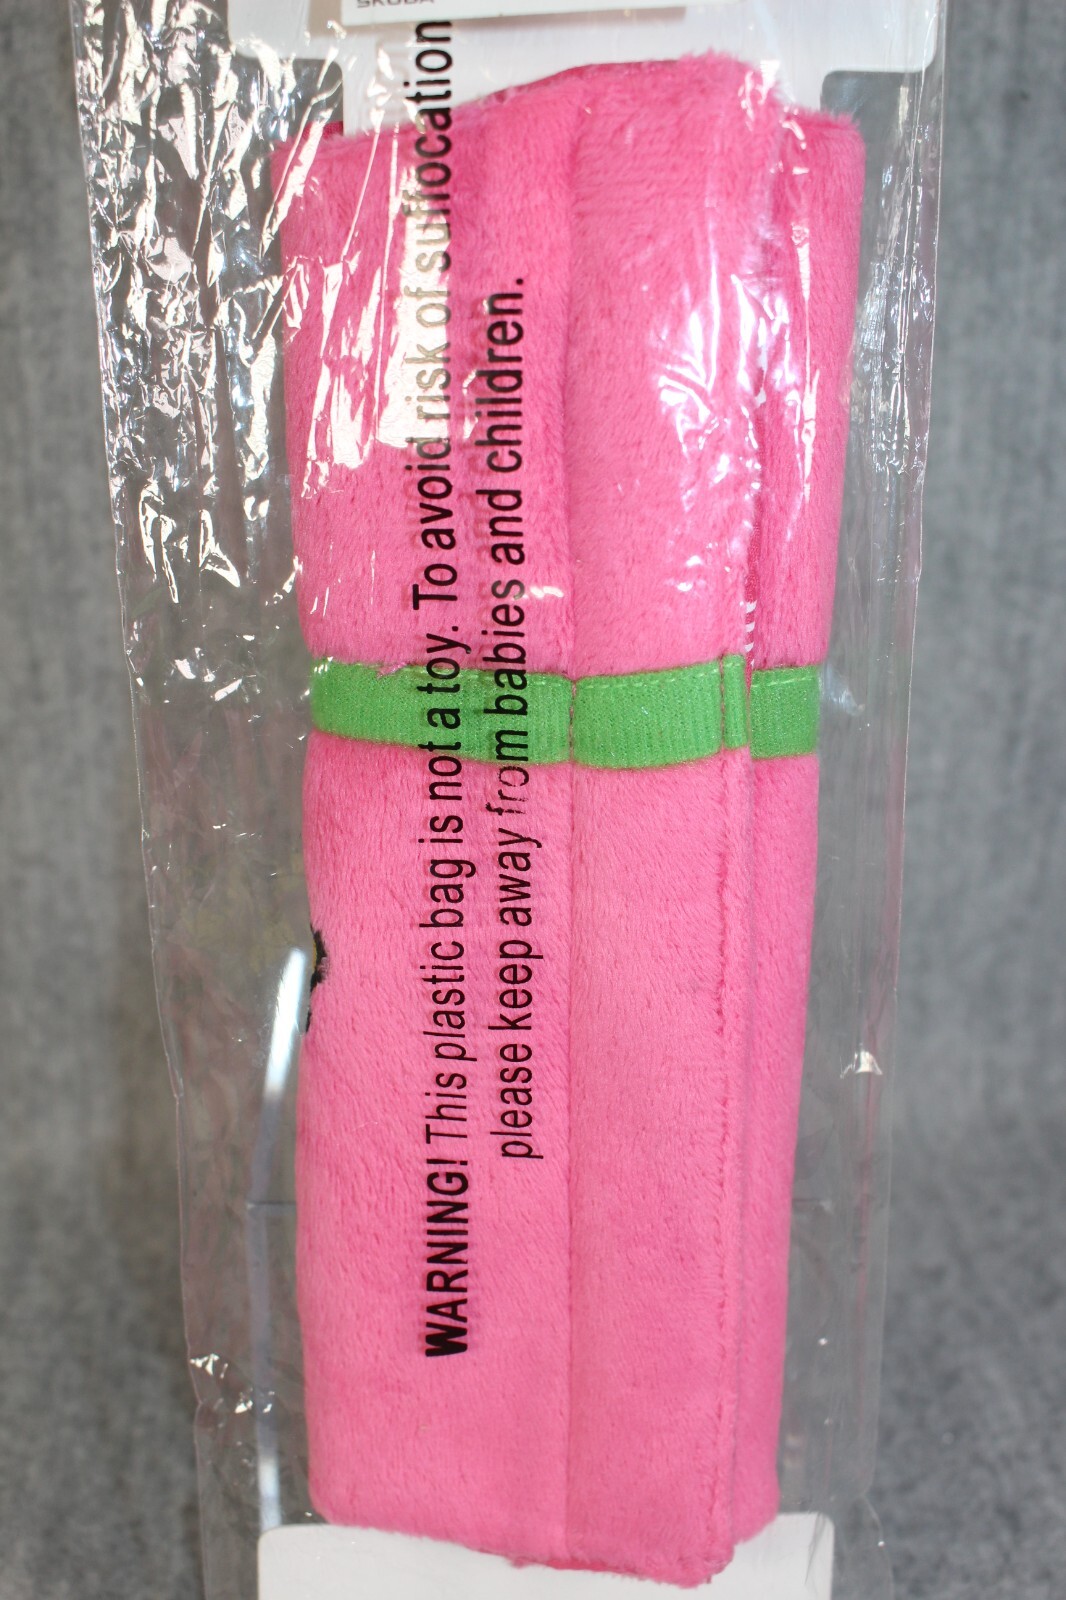 ŠKODA
WARNING! This plastic bag is not a toy. To avoid risk of suffocation
please keep away from babies and children.